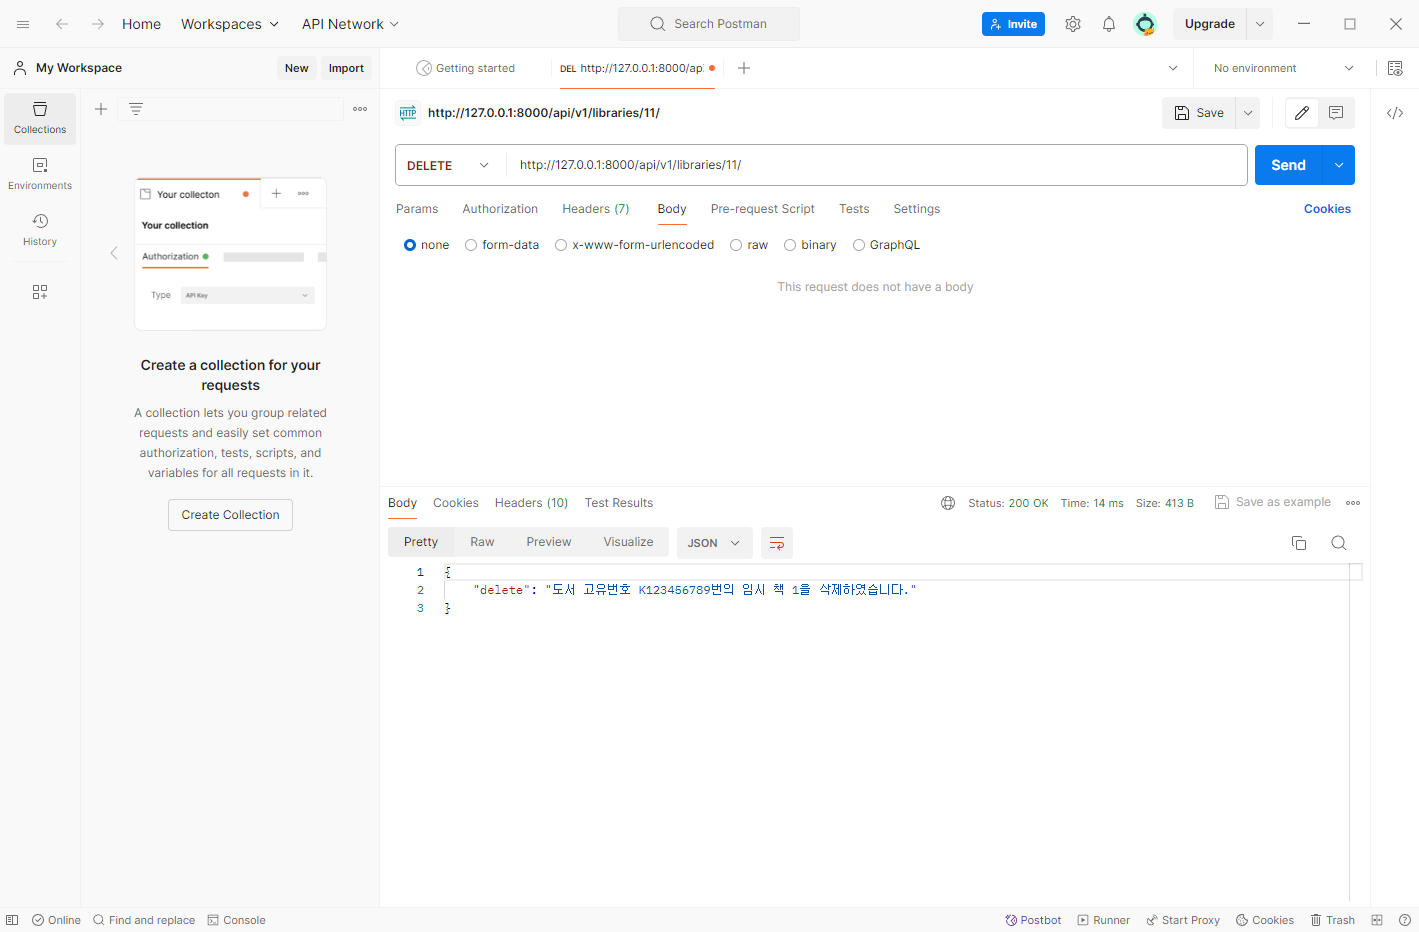 Home
Workspaces
API Network
Search Postman
Invite
Upgrade
My Workspace
New
Import
Getting started
DEL http://127.0.0.1:8000/ap
No environment
Collections
Environments
History
Your collecton
Your collection
Authorization
Type
API Key
Create a collection for your
requests
A collection lets you group related
requests and easily set common
authorization, tests, scripts, and
variables for all requests in it.
Create Collection
HTTP
http://127.0.0.1:8000/api/v1/libraries/11/
Save
DELETE
http://127.0.0.1:8000/api/v1/libraries/11/
Send
Params
Authorization
Headers (7)
Body
Pre-request Script
Tests
Settings
Cookies
none
form-data
x-www-form-urlencoded
raw
binary
GraphQL
This request does not have a body
Body
Cookies
Headers (10)
Test Results
Status: 200 OK
Time: 14 ms
Size: 413 B
Save as example
Pretty
Raw
Preview
Visualize
JSON
1 {
2 "delete": "도서 고유번호 K123456789번의 임시 책 1을 삭제하였습니다."
3 }
Online
Find and replace
Console
Postbot
Runner
Start Proxy
Cookies
Trash